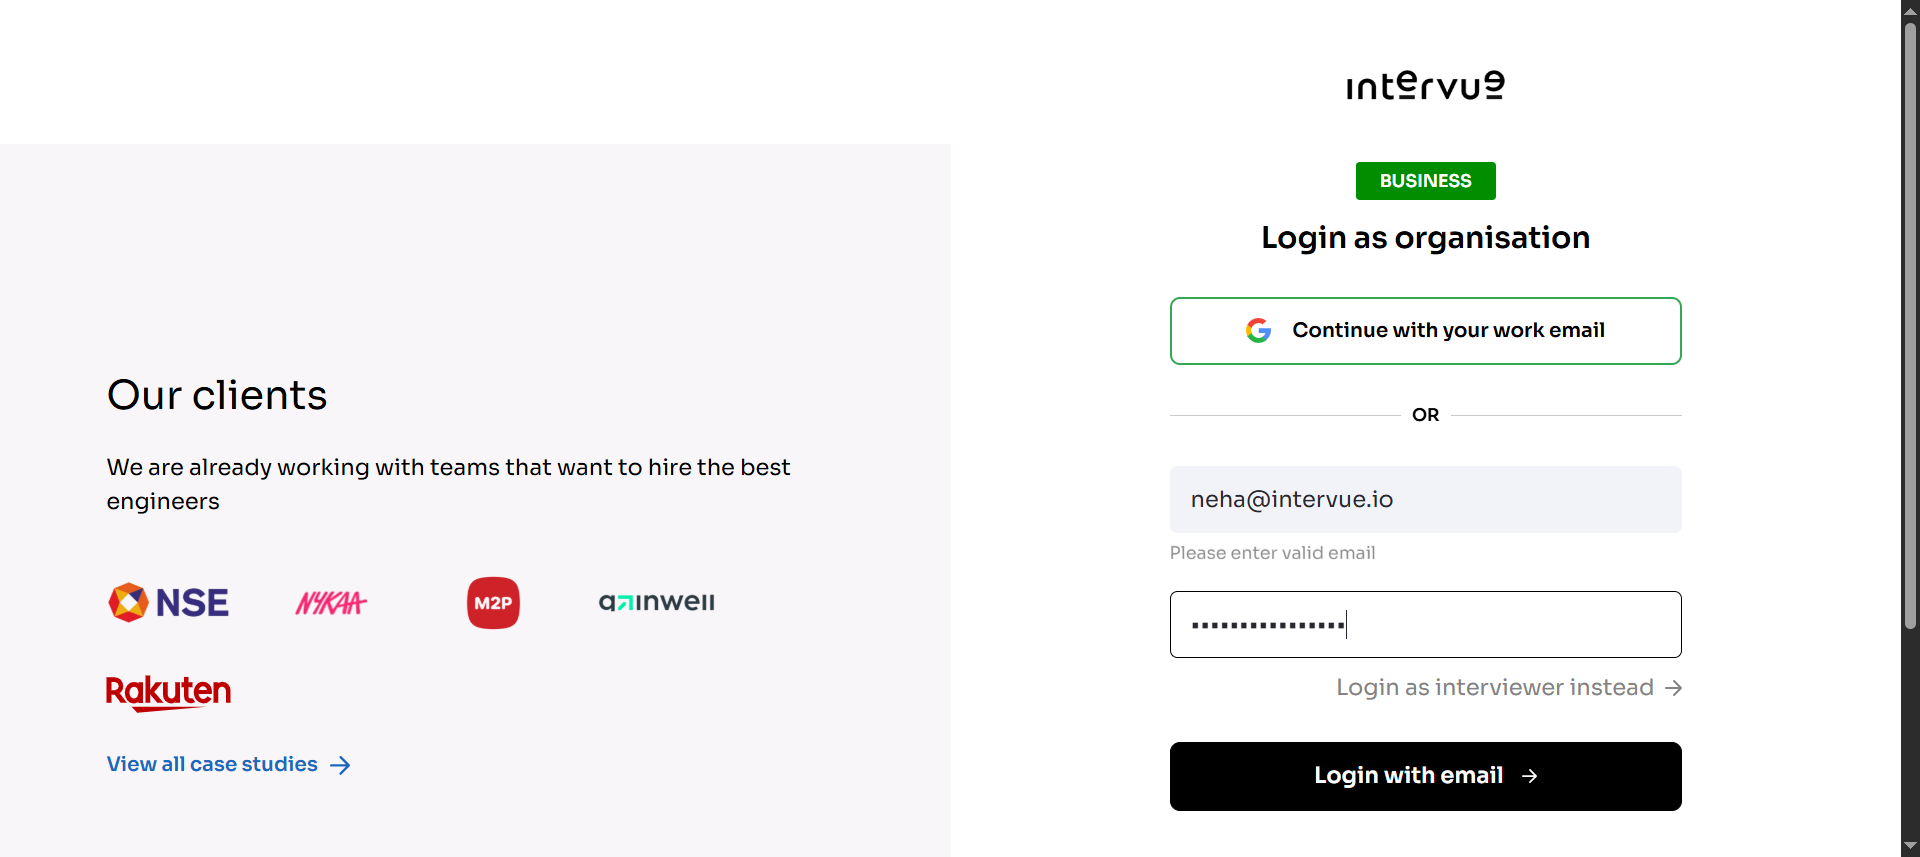 Our clients
We are already working with teams that want to hire the best
engineers
NSE
NYKAA
M2P
gainwell
Rakuten
View all case studies
intervue
BUSINESS
Login as organisation
Continue with your work email
OR
neha@intervue.io
Please enter valid email
Login as interviewer instead
Login with email